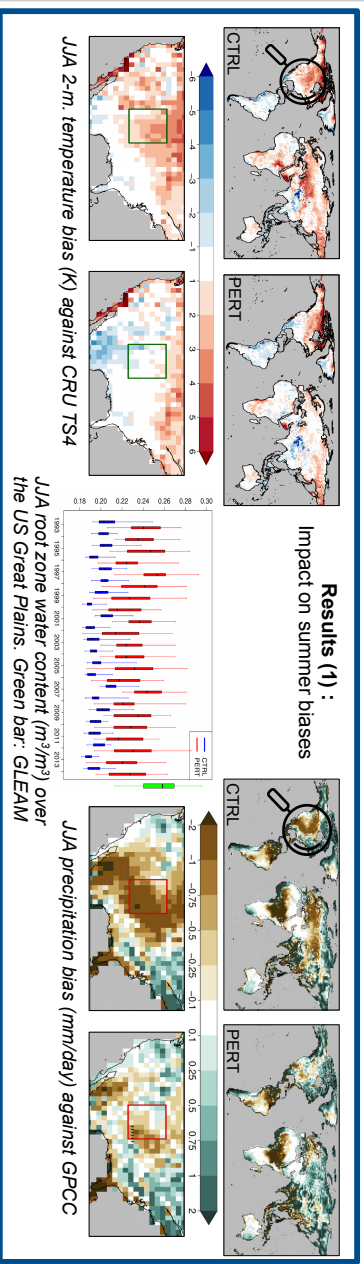 Results (1) :
Impact on summer biases
CTRL
PERT
-6 -5 -4 -3 -2 -1 1 2 3 4 5 6
JJA 2-m. temperature bias (K) against CRU TS4
0.18 0.20 0.22 0.24 0.26 0.28 0.30
1993 1995 1997 1999 2001 2003 2005 2007 2009 2011 2013
CTRL
PERT
JJA root zone water content (m³/m³) over
the US Great Plains. Green bar: GLEAM
CTRL
PERT
-2 -1 -0.75 -0.5 -0.25 -0.1 0.1 0.25 0.5 0.75 1 2
JJA precipitation bias (mm/day) against GPCC